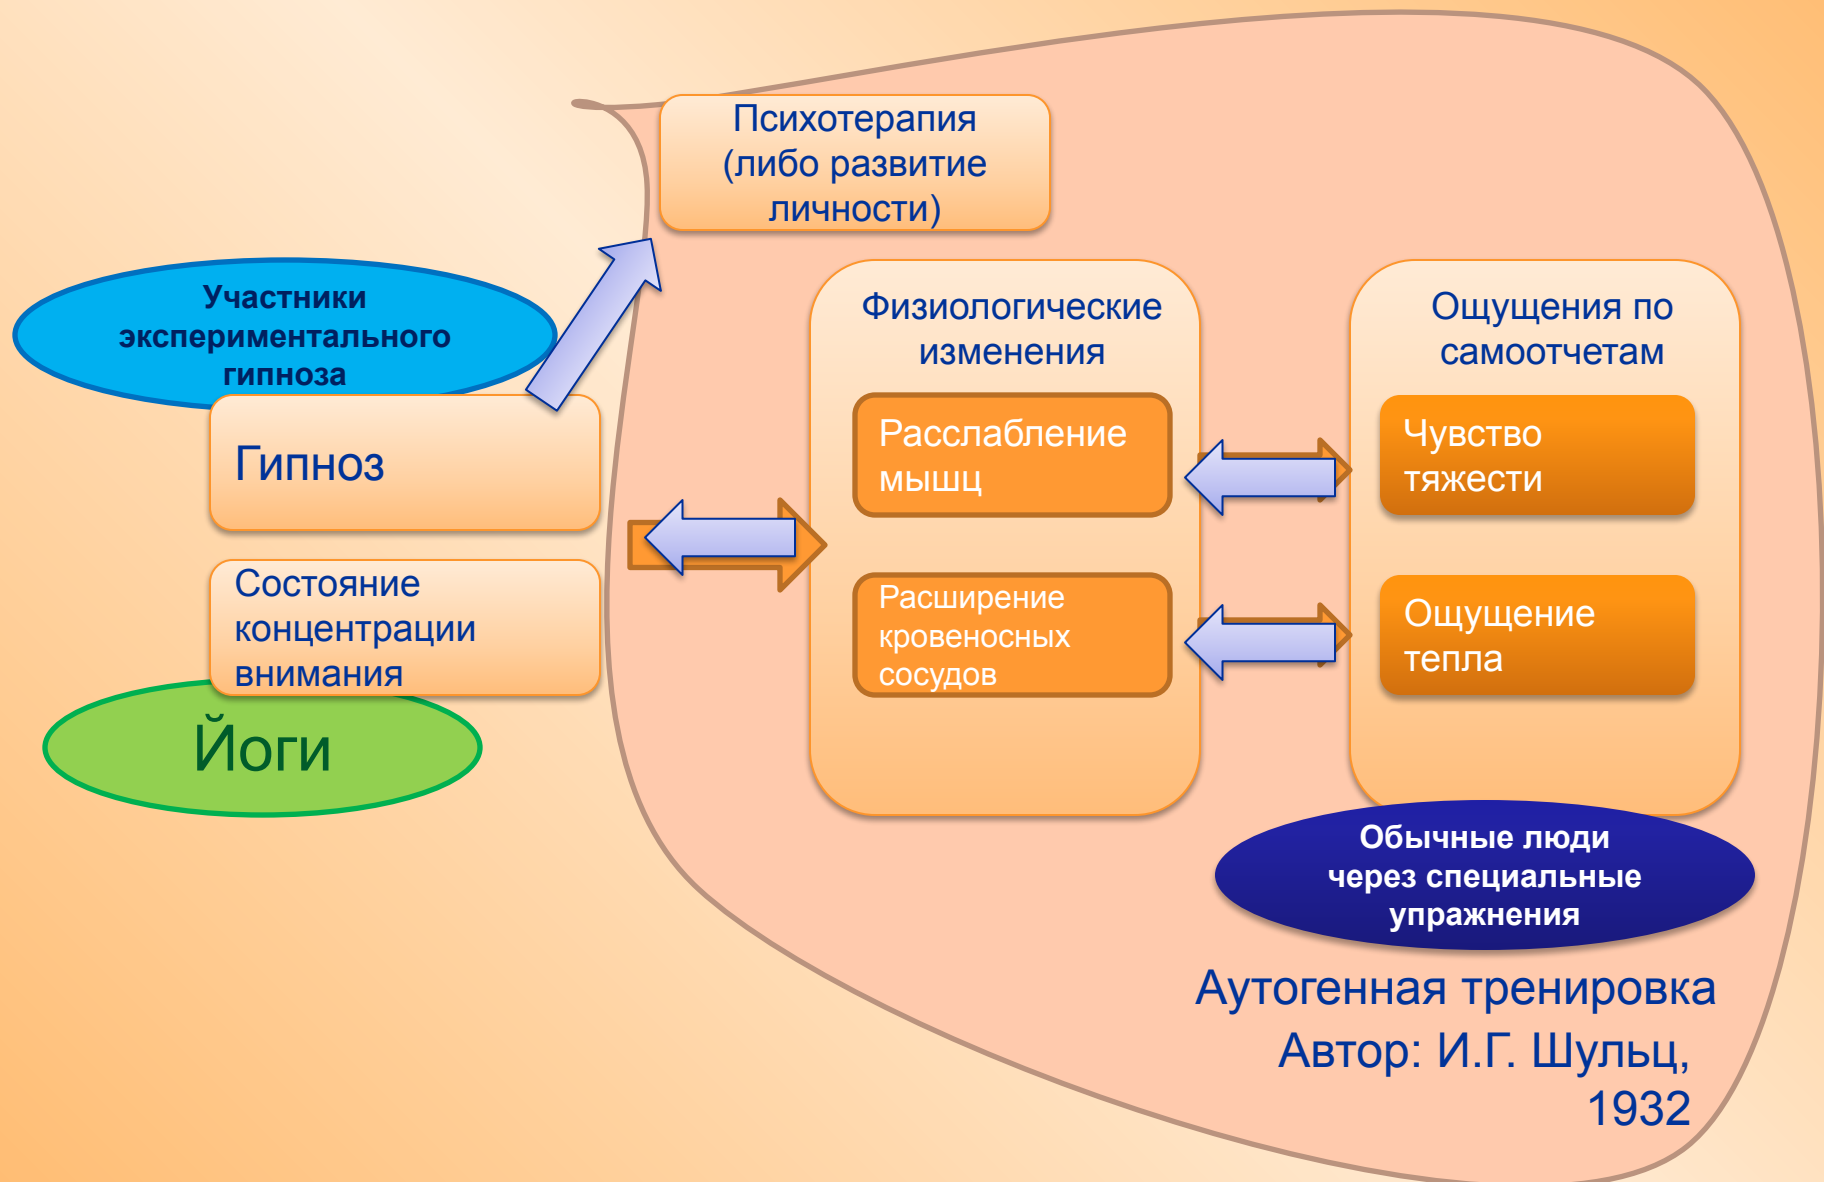 Психотерапия
(либо развитие
личности)
Участники
экспериментального
гипноза
Гипноз
Состояние
концентрации
внимания
Йоги
Физиологические
изменения
Расслабление
мышц
Расширение
кровеносных
сосудов
Ощущения по
самоотчетам
Чувство
тяжести
Ощущение
тепла
Обычные люди
через специальные
упражнения
Аутогенная тренировка
Автор: И.Г. Шульц,
1932